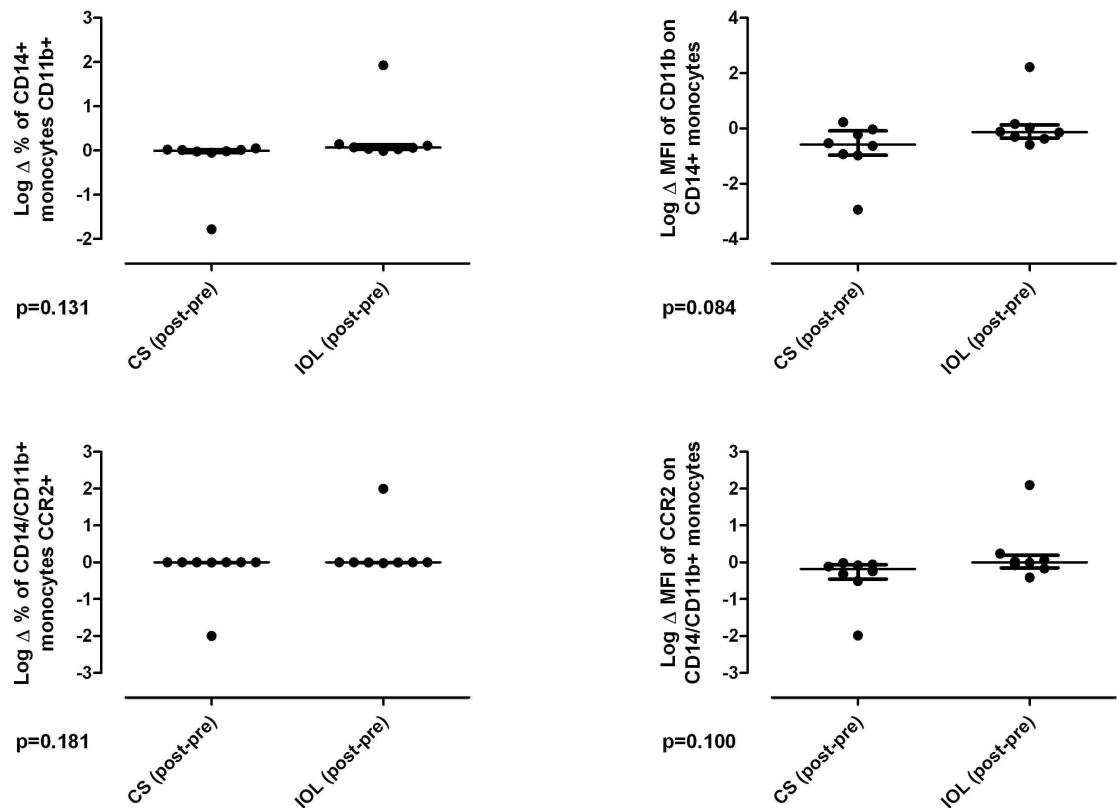 Log Δ % of CD14+
monocytes CD11b+
3
2
1
0
-1
-2
p=0.131
CS (post-pre)
IOL (post-pre)
Log Δ MFI of CD11b on
CD14+ monocytes
4
2
0
-2
-4
p=0.084
CS (post-pre)
IOL (post-pre)
Log Δ % of CD14/CD11b+
monocytes CCR2+
3
2
1
0
-1
-2
-3
p=0.181
CS (post-pre)
IOL (post-pre)
Log Δ MFI of CCR2 on
CD14/CD11b+ monocytes
3
2
1
0
-1
-2
-3
p=0.100
CS (post-pre)
IOL (post-pre)